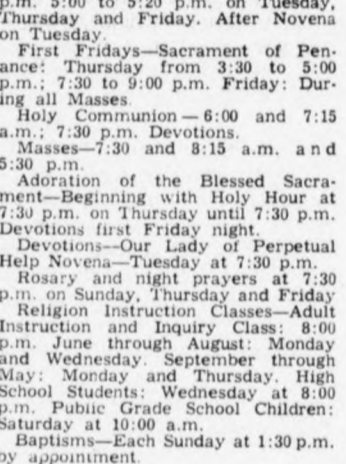 p.m. 5:00 to 5:20 p.m. on Tuesday,
Thursday and Friday. After Novena
on Tuesday.
First Fridays—Sacrament of Pen-
ance: Thursday from 3:30 to 5:00
p.m.; 7:30 to 9:00 p.m. Friday: Dur-
ing all Masses.
Holy Communion — 6:00 and 7:15
a.m.; 7:30 p.m. Devotions.
Masses—7:30 and 8:15 a.m. and
5:30 p.m.
Adoration of the Blessed Sacra-
ment—Beginning with Holy Hour at
7:30 p.m. on Thursday until 7:30 p.m.
Devotions first Friday night.
Devotions—Our Lady of Perpetual
Help Novena—Tuesday at 7:30 p.m.
Rosary and night prayers at 7:30
p.m. on Sunday, Thursday and Friday
Religion Instruction Classes—Adult
Instruction and Inquiry Class: 8:00
p.m. June through August: Monday
and Wednesday. September through
May: Monday and Thursday. High
School Students: Wednesday at 8:00
p.m. Public Grade School Children:
Saturday at 10:00 a.m.
Baptisms—Each Sunday at 1:30 p.m.
by appointment.